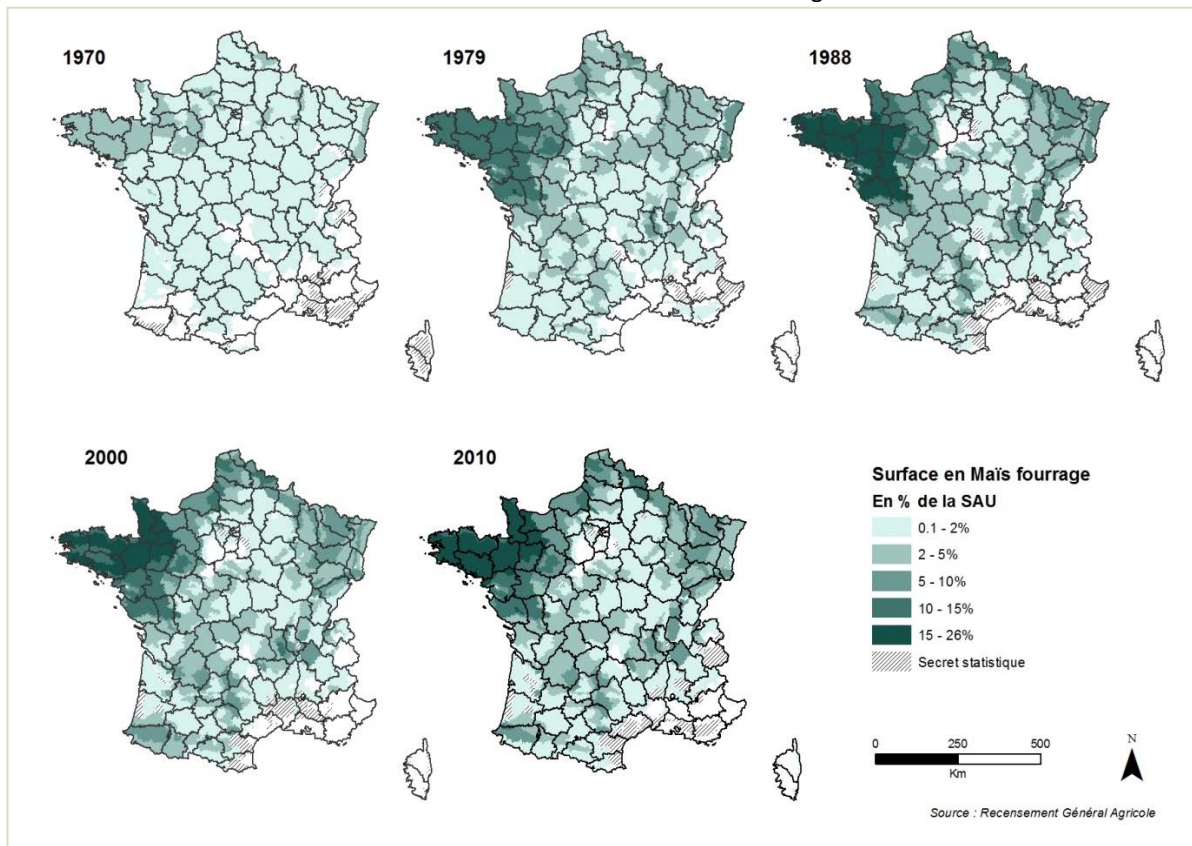 1970
1979
1988
2000
2010
Surface en Maïs fourrage
En % de la SAU
0.1 - 2%
2 - 5%
5 - 10%
10 - 15%
15 - 26%
Secret statistique
0 250 500
Km
N
Source : Recensement Général Agricole